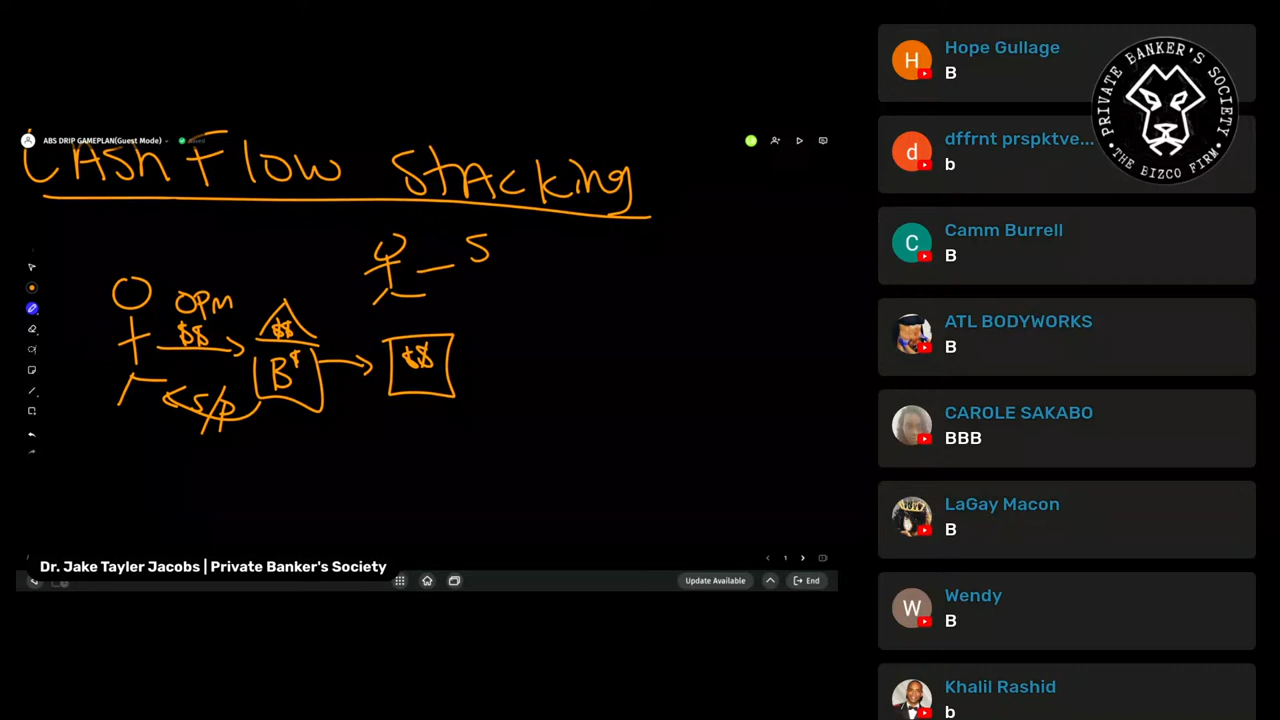 ABS DRIP GAMEPLAN(Guest Mode)
Saved
CASH FLOW STACKING
S
OPM
$$
$$
B$
$$
S/P
1
Dr. Jake Tayler Jacobs | Private Banker's Society
Update Available
End
Hope Gullage
B
dffrnt prspktve...
b
Camm Burrell
B
ATL BODYWORKS
B
CAROLE SAKABO
BBB
LaGay Macon
B
Wendy
B
Khalil Rashid
b
H
d
C
W
PRIVATE BANKER'S SOCIETY
• THE BIZCO FIRM •